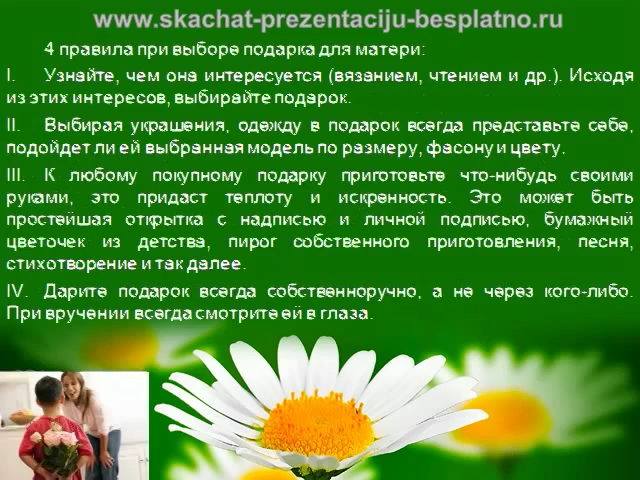 www.skachat-prezentaciju-besplatno.ru
4 правила при выборе подарка для матери:
I. Узнайте, чем она интересуется (вязанием, чтением и др.). Исходя
из этих интересов, выбирайте подарок.
II. Выбирая украшения, одежду в подарок всегда представьте себе,
подойдет ли ей выбранная модель по размеру, фасону и цвету.
III. К любому покупному подарку приготовьте что-нибудь своими
руками, это придаст теплоту и искренность. Это может быть
простейшая открытка с надписью и личной подписью, бумажный
цветочек из детства, пирог собственного приготовления, песня,
стихотворение и так далее.
IV. Дарите подарок всегда собственноручно, а не через кого-либо.
При вручении всегда смотрите ей в глаза.